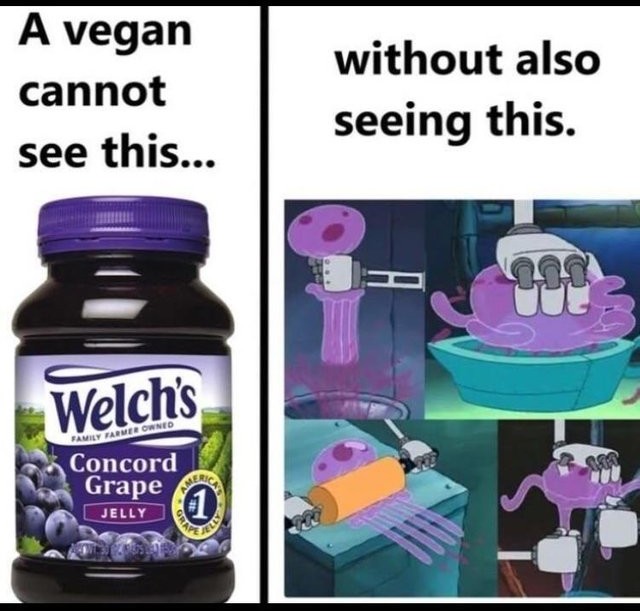 A vegan
cannot
see this...
without also
seeing this.
Welch's
FAMILY FARMER OWNED
Concord
Grape
JELLY
AMERICA'S
#1
GRAPE JELLY